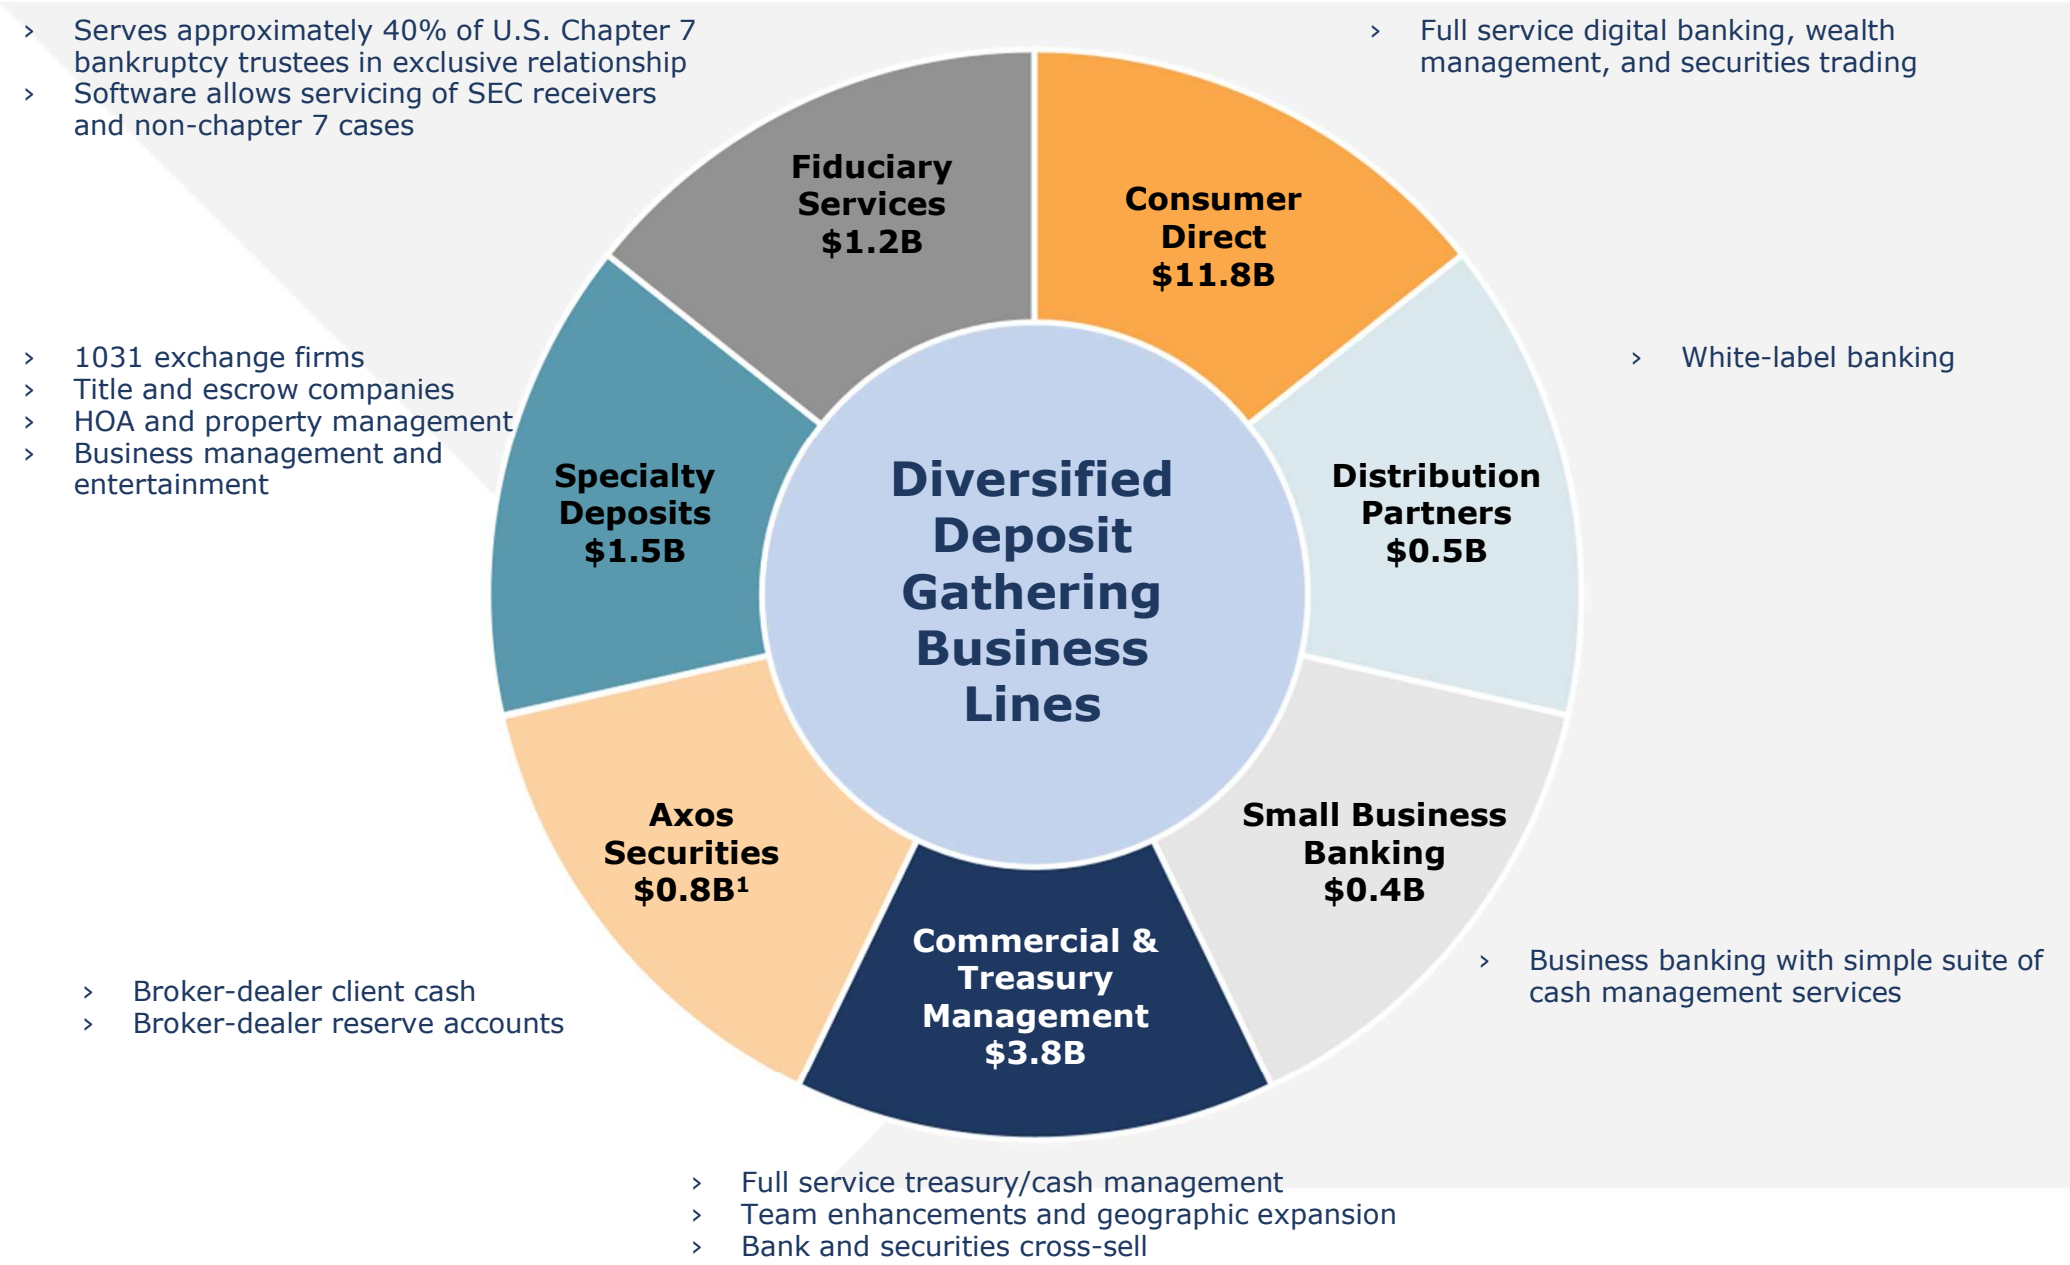 › Serves approximately 40% of U.S. Chapter 7
bankruptcy trustees in exclusive relationship
› Software allows servicing of SEC receivers
and non-chapter 7 cases
› Full service digital banking, wealth
management, and securities trading
Fiduciary
Services
$1.2B
Consumer
Direct
$11.8B
› 1031 exchange firms
› Title and escrow companies
› HOA and property management
› Business management and
entertainment
› White-label banking
Specialty
Deposits
$1.5B
Diversified
Deposit
Gathering
Business
Lines
Distribution
Partners
$0.5B
Axos
Securities
$0.8B¹
Small Business
Banking
$0.4B
Commercial &
Treasury
Management
$3.8B
› Broker-dealer client cash
› Broker-dealer reserve accounts
› Business banking with simple suite of
cash management services
› Full service treasury/cash management
› Team enhancements and geographic expansion
› Bank and securities cross-sell